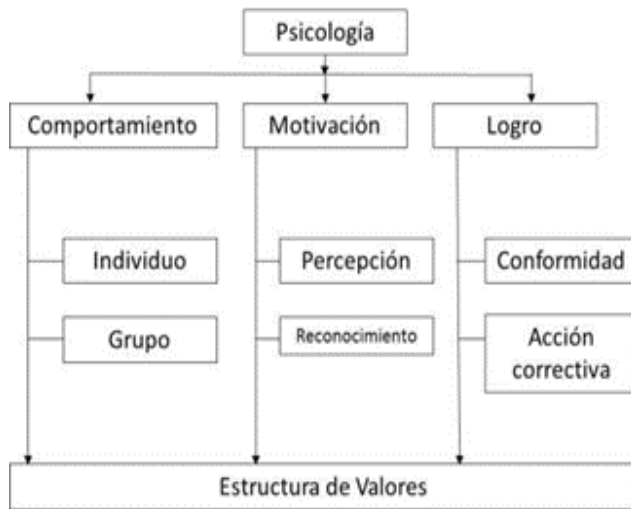 Psicología
Comportamiento
Motivación
Logro
Individuo
Percepción
Conformidad
Grupo
Reconocimiento
Acción
correctiva
Estructura de Valores